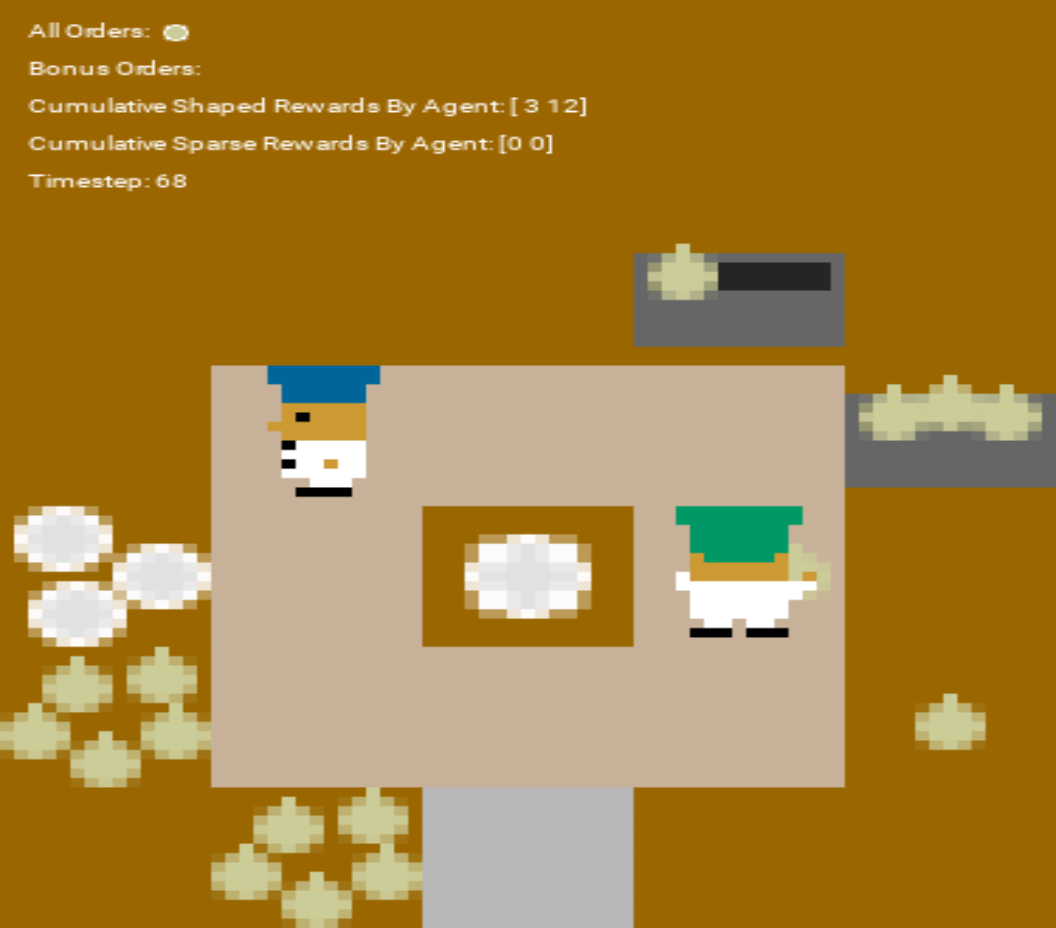 All Orders:
Bonus Orders:
Cumulative Shaped Rewards By Agent: [ 3 12]
Cumulative Sparse Rewards By Agent: [0 0]
Timestep: 68